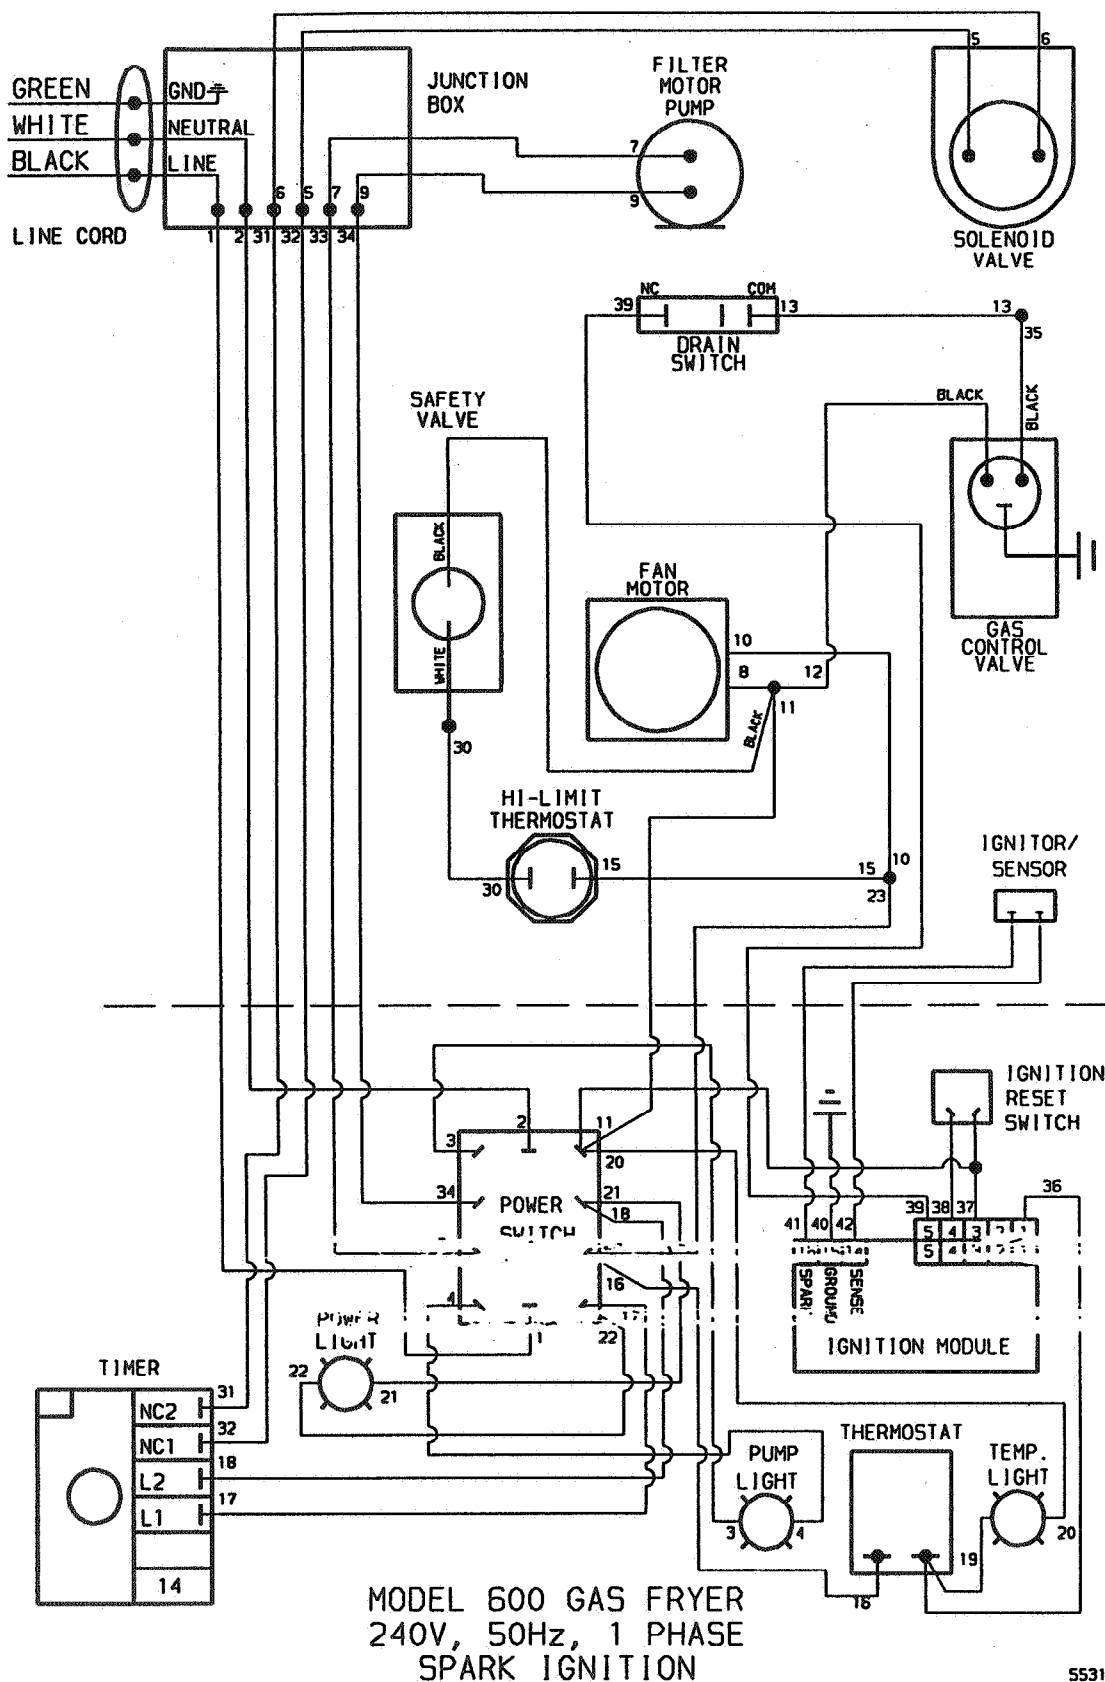 5 6
FILTER
MOTOR
PUMP
JUNCTION
BOX
GREEN GND
WHITE NEUTRAL
BLACK LINE
7
9
6 5 7 9
LINE CORD
1 2 31 32 33 34
SOLENOID
VALVE
NC COM
39 13 13
35
DRAIN
SWITCH
SAFETY
VALVE
BLACK
BLACK
BLACK
FAN
MOTOR
GAS
CONTROL
VALVE
10
8 12
11
WHITE
BLACK
30
HI-LIMIT
THERMOSTAT
30 15 15 10
23
IGNITOR/
SENSOR
IGNITION
RESET
SWITCH
3 2 11
20
34 21
18
POWER
SWITCH
36
39 38 37
41 40 42
5 4 3 2 1
5 4
GROUND
SENSE
16
4
1 22
LIGHT
IGNITION MODULE
TIMER
22 21
31
NC2
32
NC1
18
L2
17
L1
14
THERMOSTAT
PUMP
LIGHT
3 4
TEMP.
LIGHT
20
19
16
MODEL 600 GAS FRYER
240V, 50Hz, 1 PHASE
SPARK IGNITION
5531